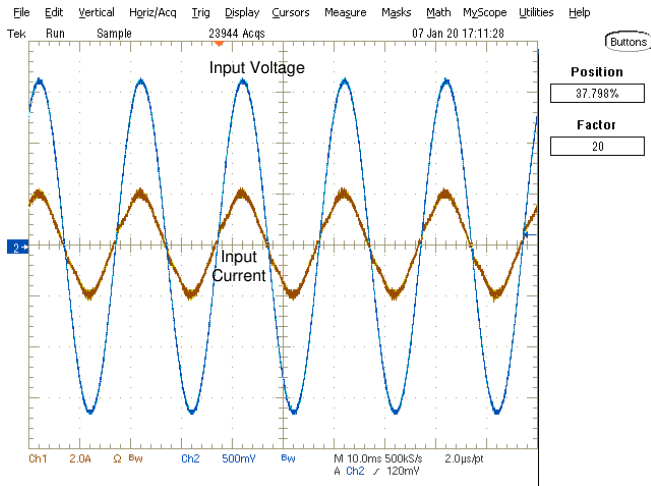 File Edit Vertical Horiz/Acq Trig Display Cursors Measure Masks Math MyScope Utilities Help
Tek Run Sample 23944 Acqs 07 Jan 20 17:11:28
Buttons
Input Voltage
Position
37.798%
Factor
20
2
Input
Current
Ch1 2.0A Ω Bw Ch2 500mV Bw M 10.0ms 500kS/s 2.0µs/pt
A Ch2 ⁄ 120mV